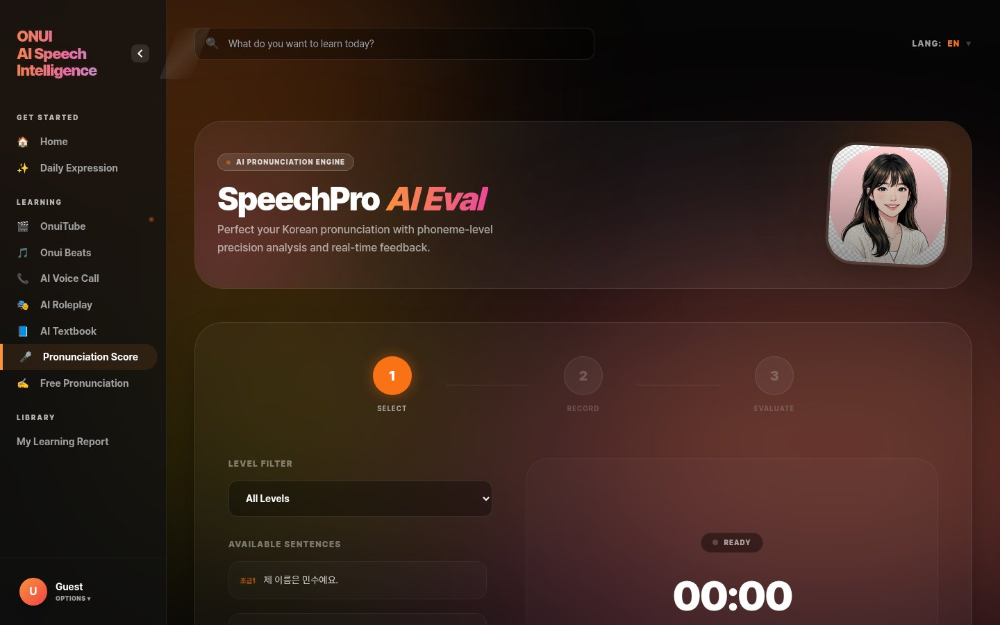 ONUI
AI Speech
Intelligence
GET STARTED
🏠 Home
✨ Daily Expression
LEARNING
🎬 OnuiTube
🎵 Onui Beats
📞 AI Voice Call
🎭 AI Roleplay
📘 AI Textbook
🎤 Pronunciation Score
✍️ Free Pronunciation
LIBRARY
My Learning Report
U
Guest
OPTIONS ▾
🔍 What do you want to learn today?
LANG: EN ▼
AI PRONUNCIATION ENGINE
SpeechPro AI Eval
Perfect your Korean pronunciation with phoneme-level
precision analysis and real-time feedback.
1 2 3
SELECT RECORD EVALUATE
LEVEL FILTER
All Levels
AVAILABLE SENTENCES
초급1 제 이름은 민수예요.
READY
00:00